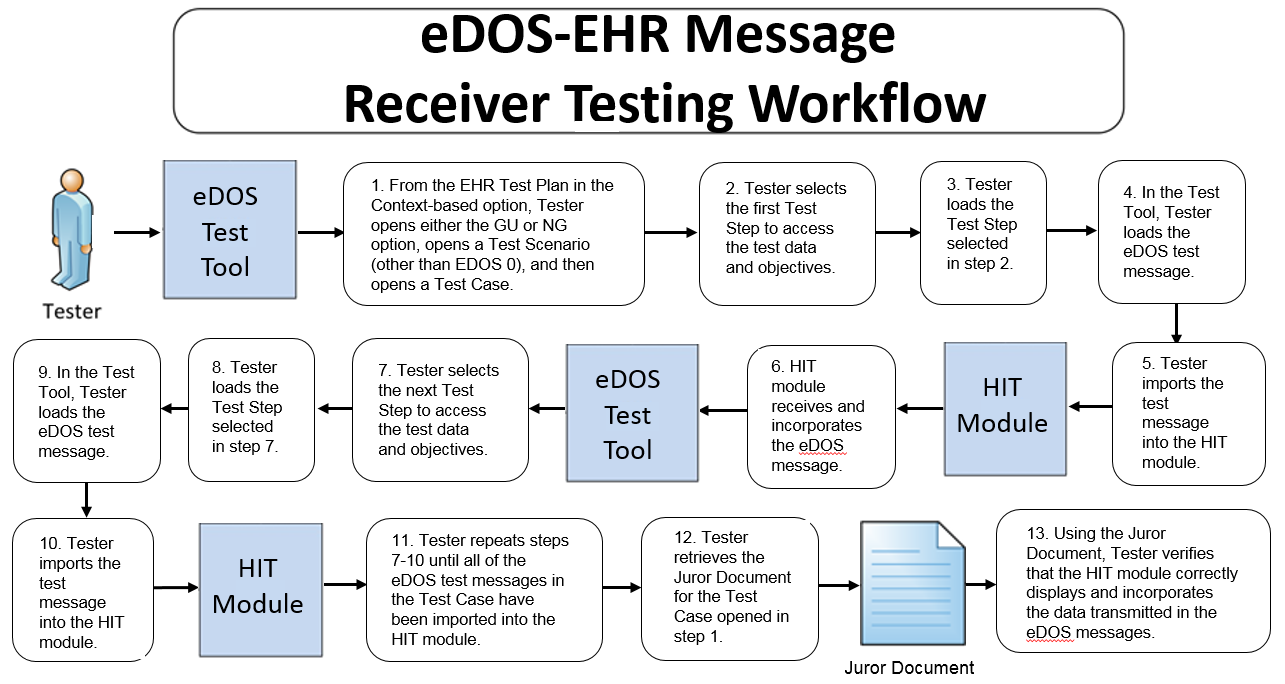 eDOS-EHR Message
Receiver Testing Workflow
Tester
eDOS
Test
Tool
1. From the EHR Test Plan in the
Context-based option, Tester
opens either the GU or NG
option, opens a Test Scenario
(other than EDOS 0), and then
opens a Test Case.
2. Tester selects
the first Test
Step to access
the test data
and objectives.
3. Tester
loads the
Test Step
selected
in step 2.
4. In the Test
Tool, Tester
loads the
eDOS test
message.
5. Tester
imports the
test
message
into the HIT
module.
HIT
Module
6. HIT
module
receives and
incorporates
the eDOS
message.
eDOS
Test
Tool
7. Tester selects
the next Test
Step to access
the test data
and objectives.
8. Tester
loads the
Test Step
selected
in step 7.
9. In the Test
Tool, Tester
loads the
eDOS test
message.
10. Tester
imports the
test
message
into the HIT
module.
HIT
Module
11. Tester repeats steps
7-10 until all of the
eDOS test messages in
the Test Case have
been imported into the
HIT module.
12. Tester
retrieves the
Juror Document
for the Test
Case opened in
step 1.
Juror Document
13. Using the Juror
Document, Tester verifies
that the HIT module correctly
displays and incorporates
the data transmitted in the
eDOS messages.